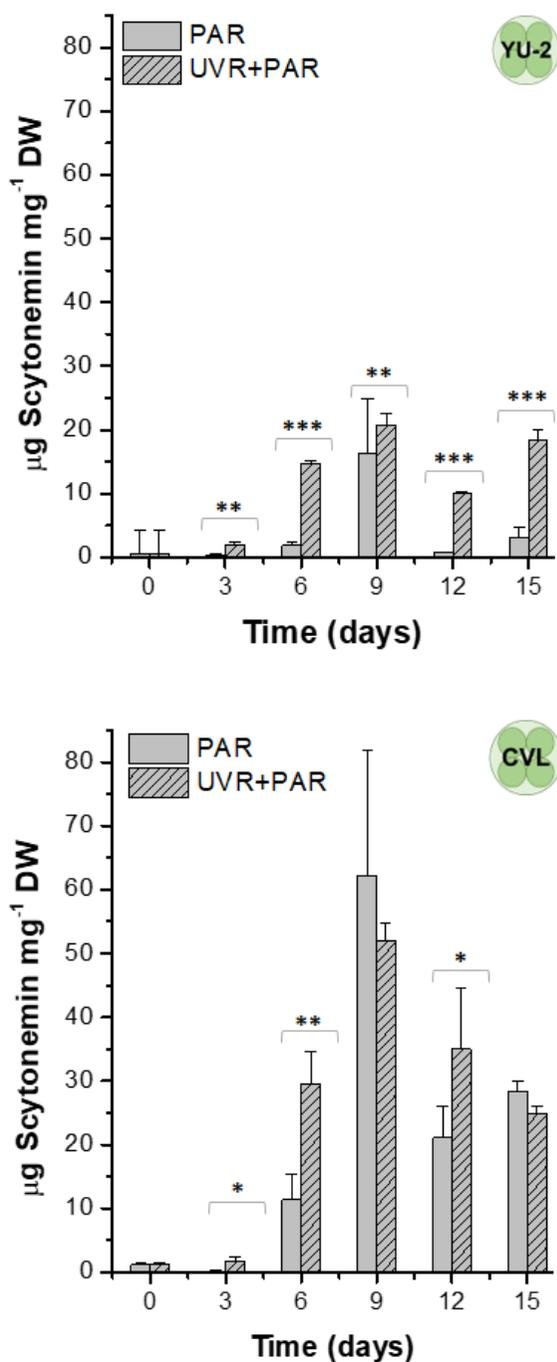 PAR
UVR+PAR
YU-2
µg Scytonemin mg⁻¹ DW
80
70
60
50
40
30
20
10
0
**
***
**
***
***
0 3 6 9 12 15
Time (days)
PAR
UVR+PAR
CVL
µg Scytonemin mg⁻¹ DW
80
70
60
50
40
30
20
10
0
*
**
*
0 3 6 9 12 15
Time (days)